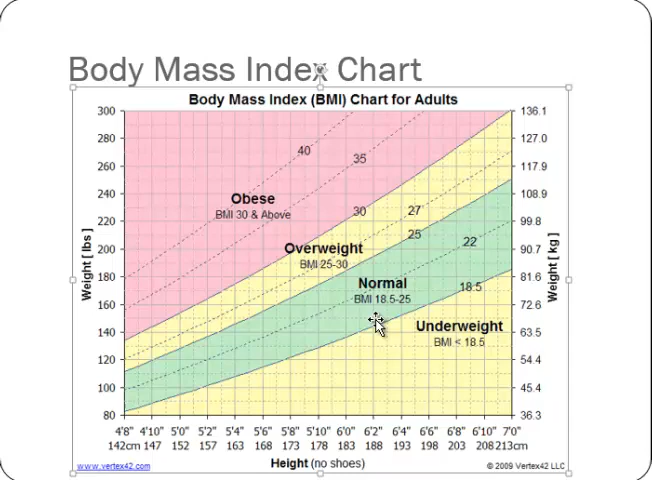 Body Mass Index Chart
Body Mass Index (BMI) Chart for Adults
300 136.1
280 127.0
260 117.9
240 108.9
220 99.8
200 90.7
180 81.6
160 72.6
140 63.5
120 54.4
100 45.4
80 36.3
Weight [ lbs ]
Weight [ kg ]
40
35
30
27
25
22
18.5
Obese
BMI 30 & Above
Overweight
BMI 25-30
Normal
BMI 18.5-25
Underweight
BMI < 18.5
4'8" 4'10" 5'0" 5'2" 5'4" 5'6" 5'8" 5'10" 6'0" 6'2" 6'4" 6'6" 6'8" 6'10" 7'0"
142cm 147 152 157 163 168 173 178 183 188 193 198 203 208 213cm
Height (no shoes)
www.vertex42.com
© 2009 Vertex42 LLC